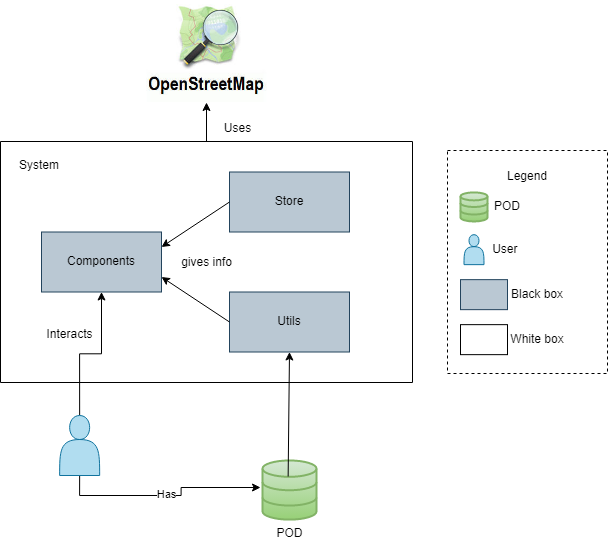 OpenStreetMap
Uses
System
Store
Components
gives info
Utils
Interacts
Has
POD
Legend
POD
User
Black box
White box